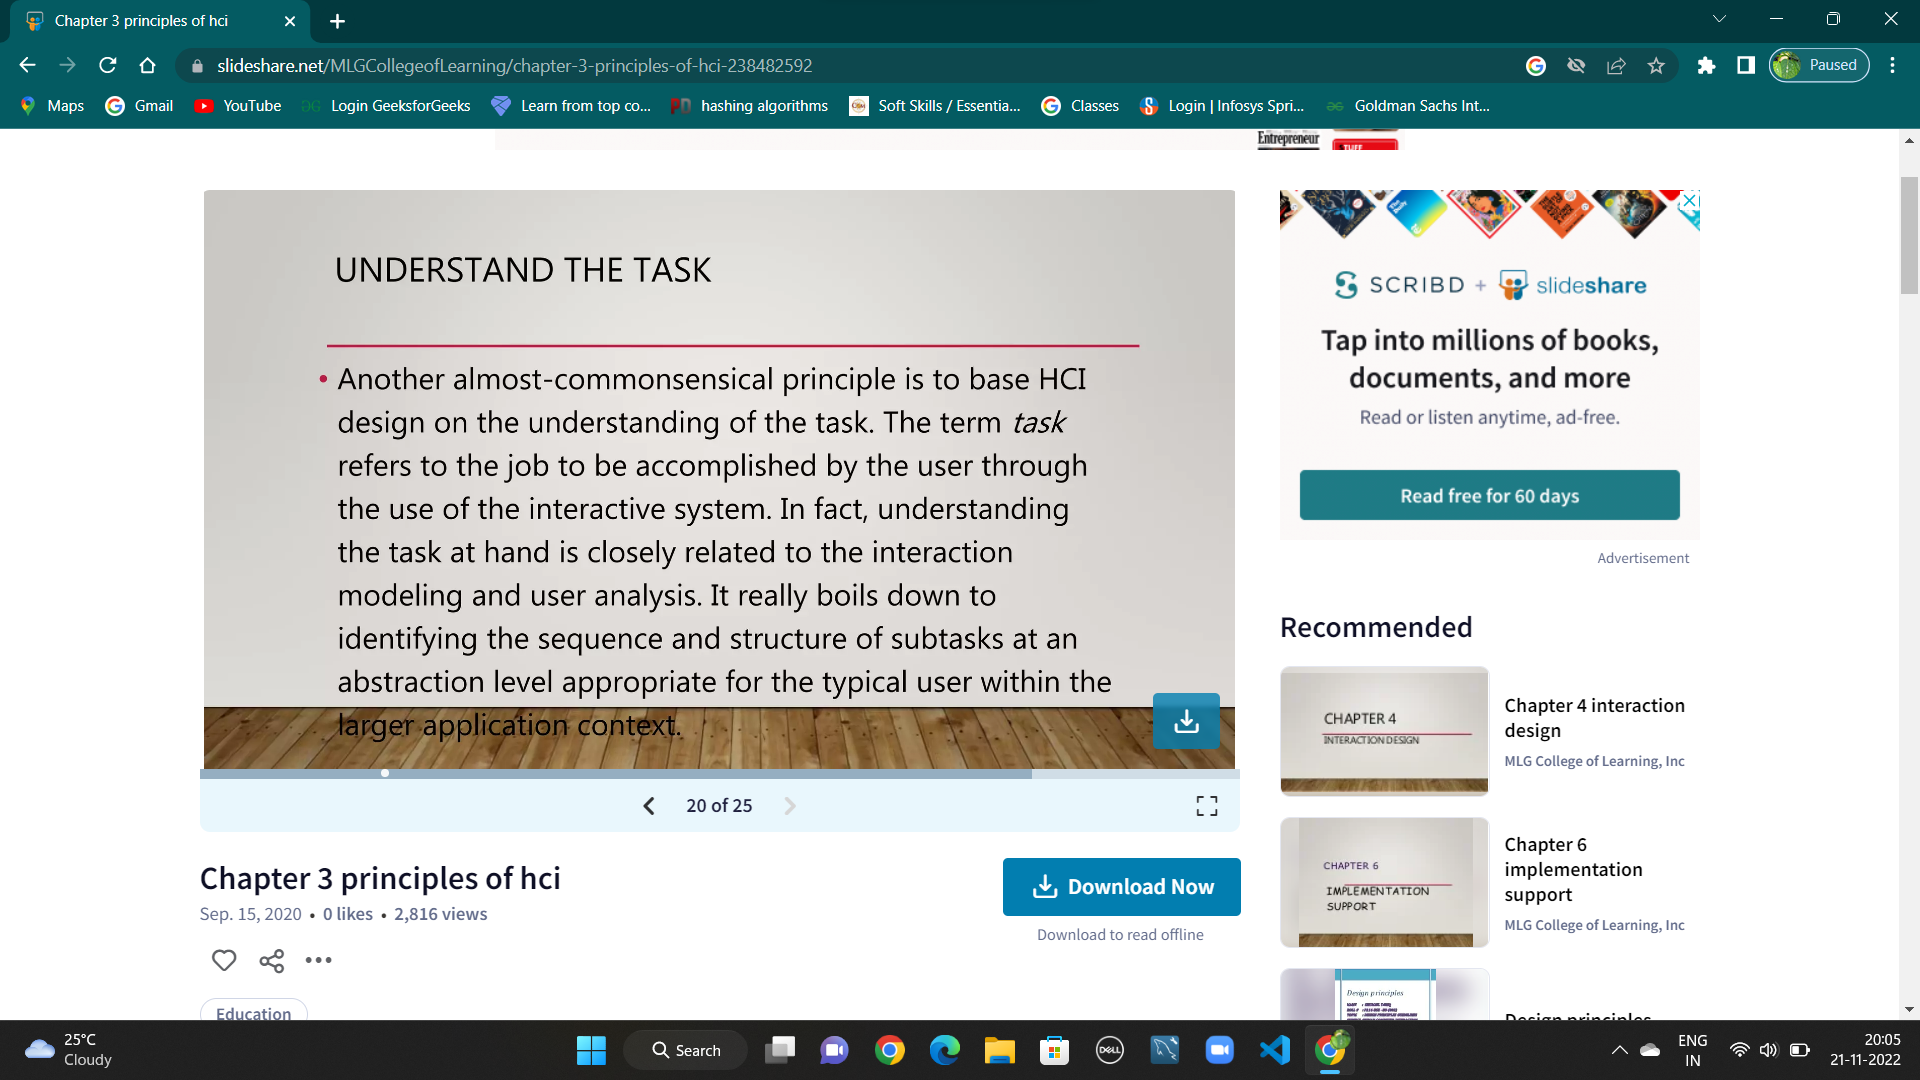 Chapter 3 principles of hci
slideshare.net/MLGCollegeofLearning/chapter-3-principles-of-hci-238482592
Paused
Maps
Gmail
YouTube
Login GeeksforGeeks
Learn from top co...
hashing algorithms
Soft Skills / Essentia...
Classes
Login | Infosys Spri...
Goldman Sachs Int...
Entrepreneur
UNDERSTAND THE TASK
• Another almost-commonsensical principle is to base HCI
design on the understanding of the task. The term task
refers to the job to be accomplished by the user through
the use of the interactive system. In fact, understanding
the task at hand is closely related to the interaction
modeling and user analysis. It really boils down to
identifying the sequence and structure of subtasks at an
abstraction level appropriate for the typical user within the
larger application context.
20 of 25
Chapter 3 principles of hci
Sep. 15, 2020 • 0 likes • 2,816 views
Download Now
Download to read offline
Education
SCRIBD + slideshare
Tap into millions of books,
documents, and more
Read or listen anytime, ad-free.
Read free for 60 days
Advertisement
Recommended
CHAPTER 4
INTERACTION DESIGN
Chapter 4 interaction
design
MLG College of Learning, Inc
CHAPTER 6
IMPLEMENTATION
SUPPORT
Chapter 6
implementation
support
MLG College of Learning, Inc
Design principles
Design principles
25°C
Cloudy
Search
DELL
ENG
IN
20:05
21-11-2022